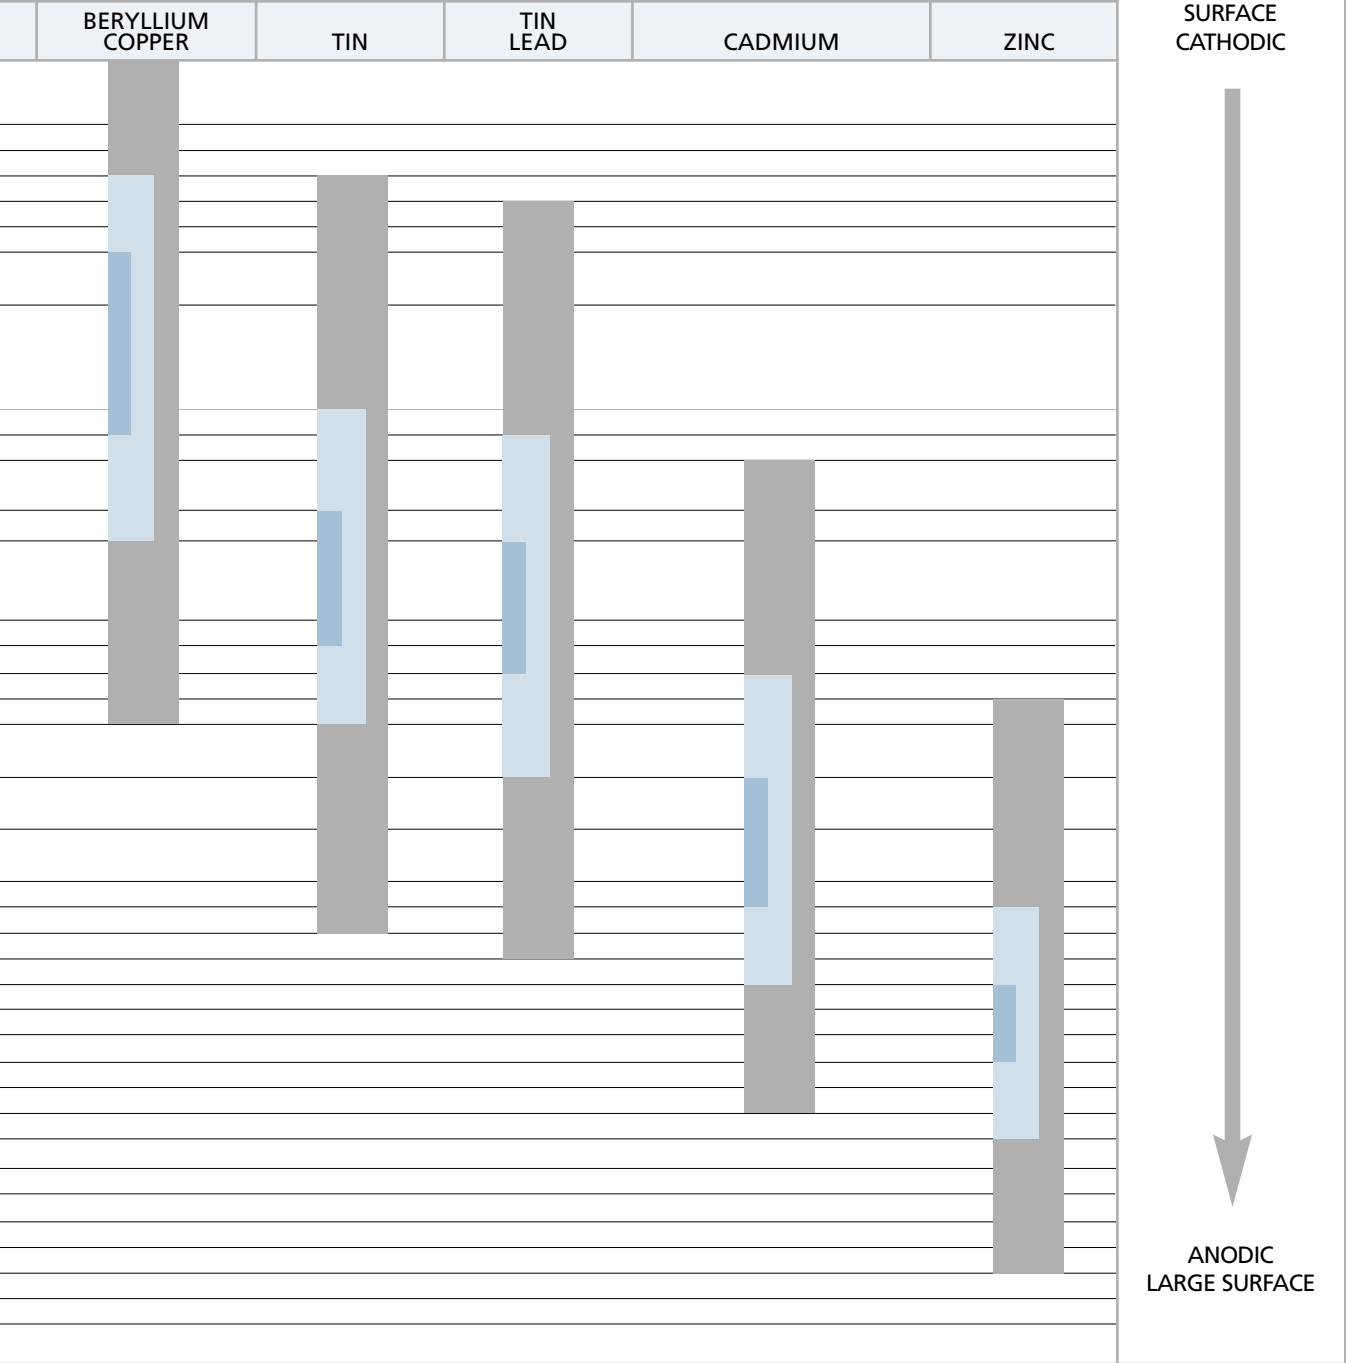 BERYLLIUM
COPPER
TIN
TIN
LEAD
CADMIUM
ZINC
SURFACE
CATHODIC
ANODIC
LARGE SURFACE